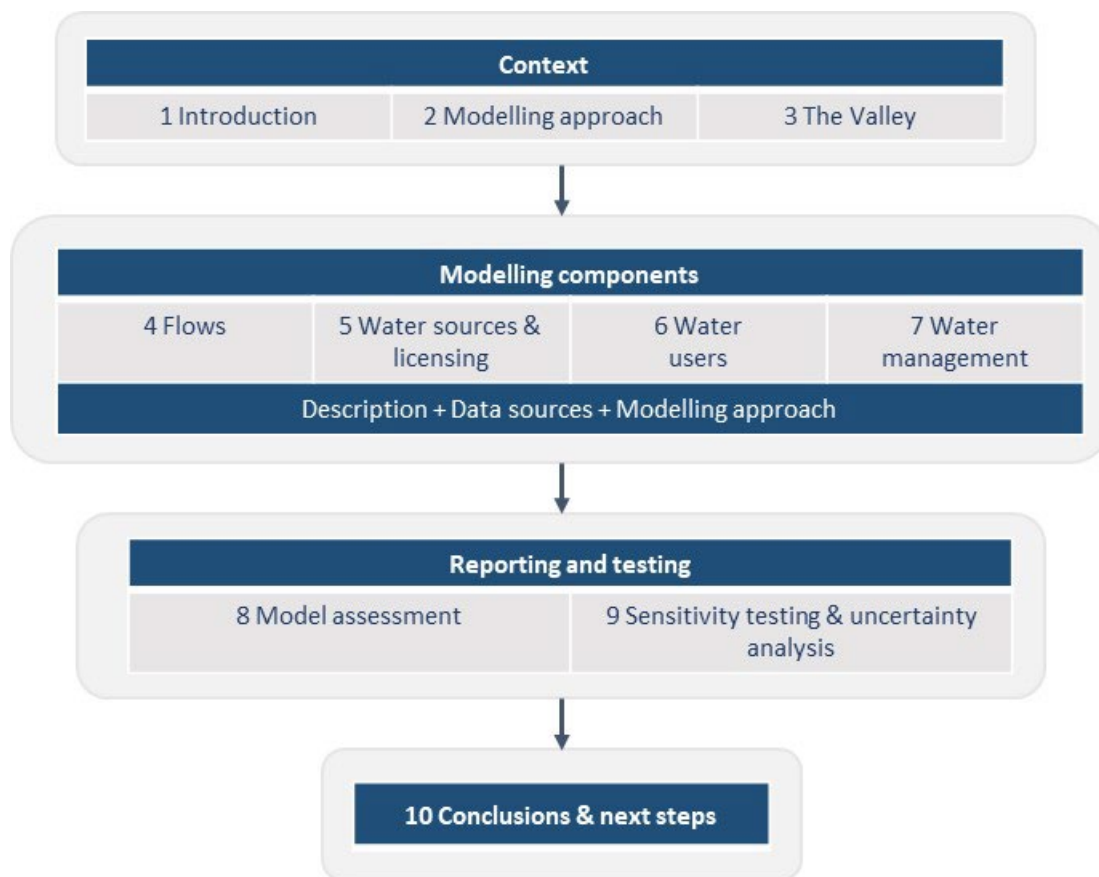 Context
1 Introduction
2 Modelling approach
3 The Valley
Modelling components
4 Flows
5 Water sources &
licensing
6 Water
users
7 Water
management
Description + Data sources + Modelling approach
Reporting and testing
8 Model assessment
9 Sensitivity testing & uncertainty
analysis
10 Conclusions & next steps